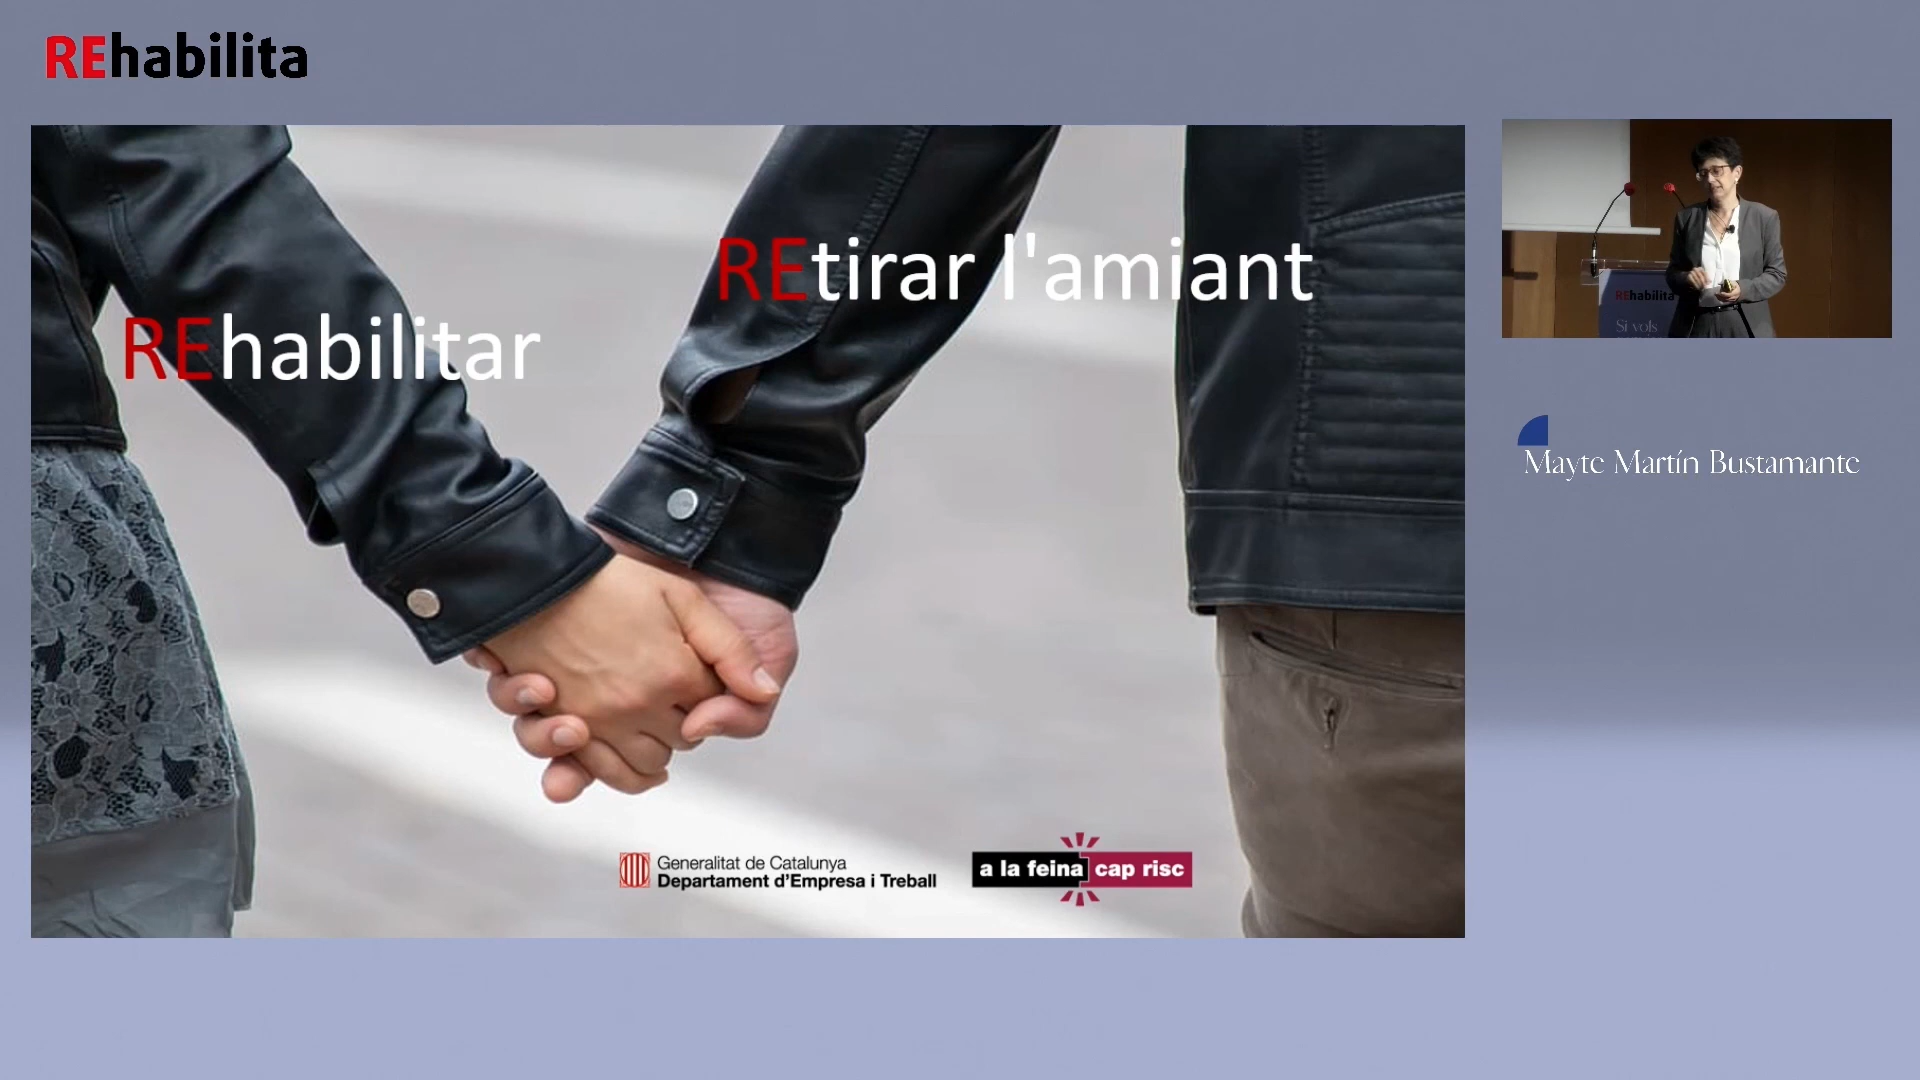 REhabilita
REtirar l'amiant
REhabilitar
Generalitat de Catalunya
Departament d'Empresa i Treball
a la feina cap risc
REhabilita
Si vols
Mayte Martín Bustamante